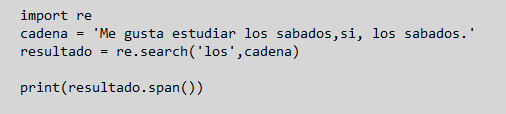 import re
cadena = 'Me gusta estudiar los sabados,si, los sabados.'
resultado = re.search('los',cadena)
print(resultado.span())